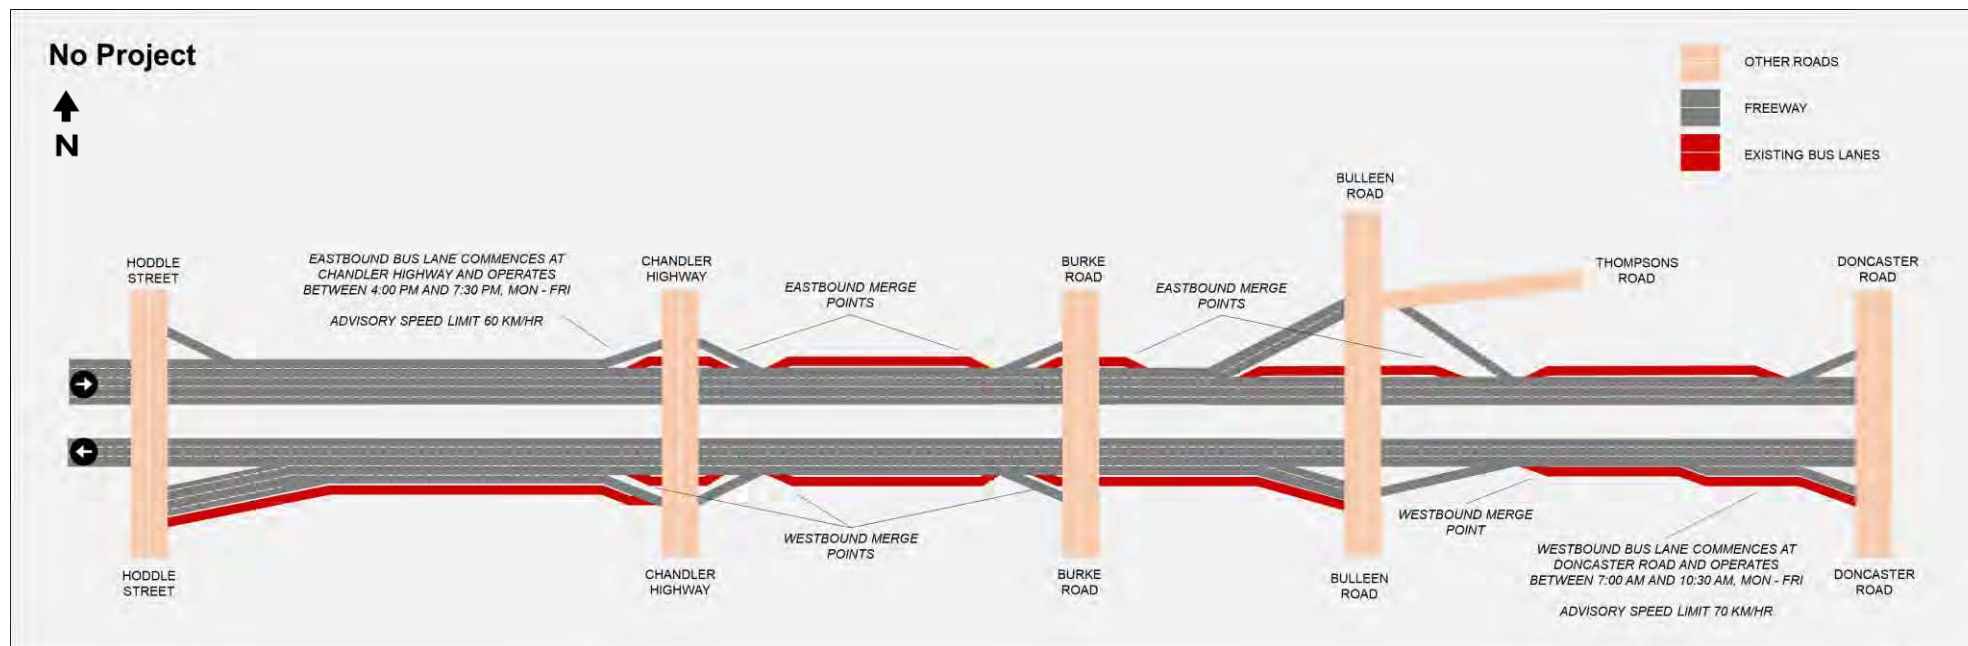 No Project
N
OTHER ROADS
FREEWAY
EXISTING BUS LANES
BULLEEN
ROAD
HODDLE
STREET
EASTBOUND BUS LANE COMMENCES AT
CHANDLER HIGHWAY AND OPERATES
BETWEEN 4:00 PM AND 7:30 PM, MON - FRI
ADVISORY SPEED LIMIT 60 KM/HR
CHANDLER
HIGHWAY
EASTBOUND MERGE
POINTS
BURKE
ROAD
EASTBOUND MERGE
POINTS
THOMPSONS
ROAD
DONCASTER
ROAD
HODDLE
STREET
CHANDLER
HIGHWAY
WESTBOUND MERGE
POINTS
BURKE
ROAD
BULLEEN
ROAD
WESTBOUND MERGE
POINT
WESTBOUND BUS LANE COMMENCES AT
DONCASTER ROAD AND OPERATES
BETWEEN 7:00 AM AND 10:30 AM, MON - FRI
ADVISORY SPEED LIMIT 70 KM/HR
DONCASTER
ROAD